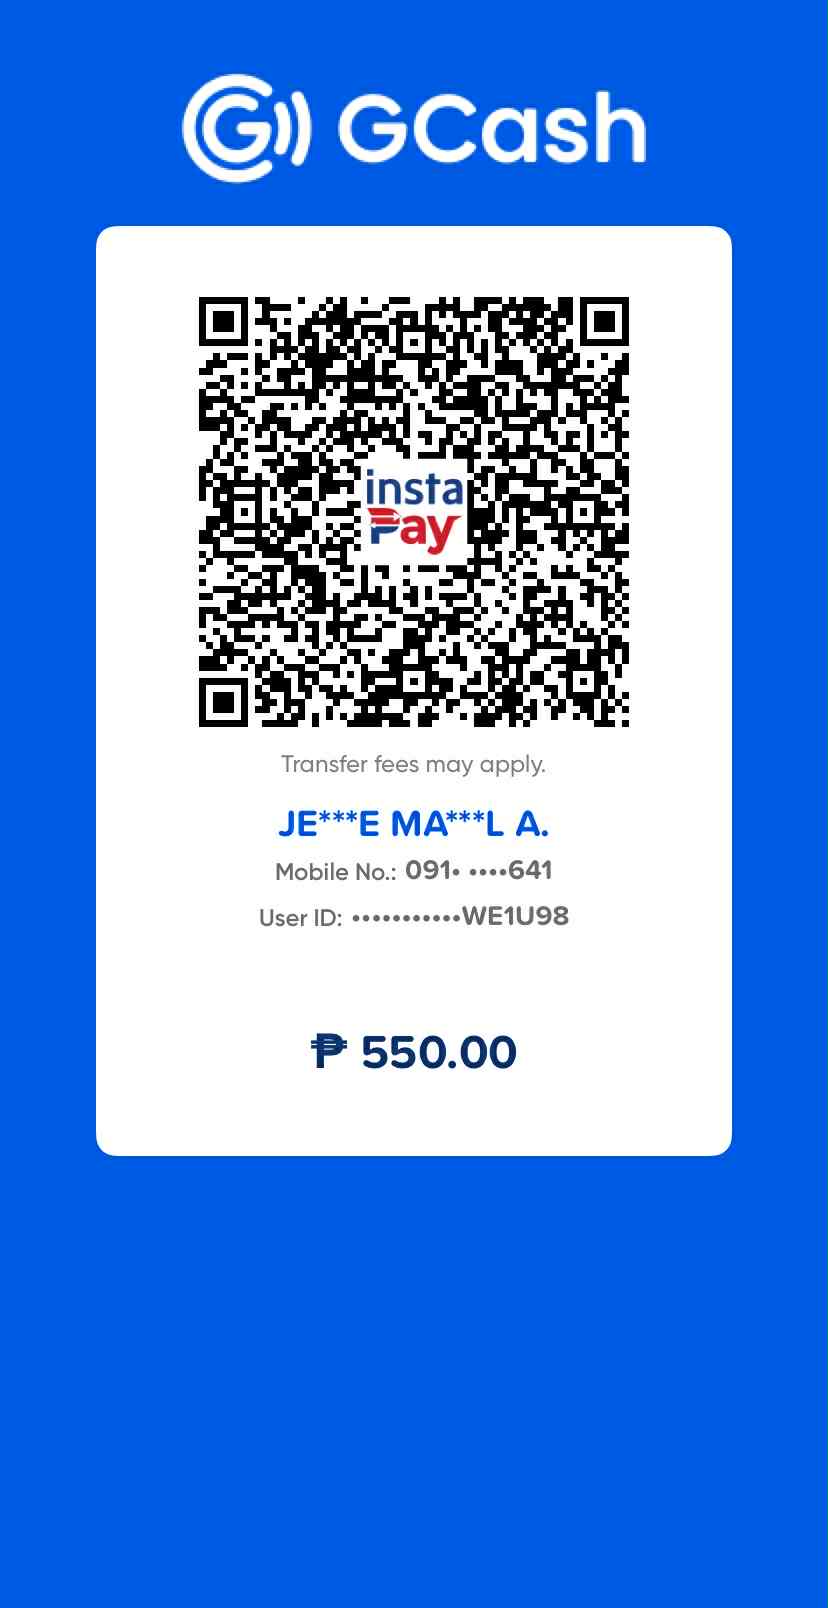 GCash
insta
Pay
Transfer fees may apply.
JE***E MA***L A.
Mobile No.: 091• ••••641
User ID: •••••••••••WE1U98
₱ 550.00